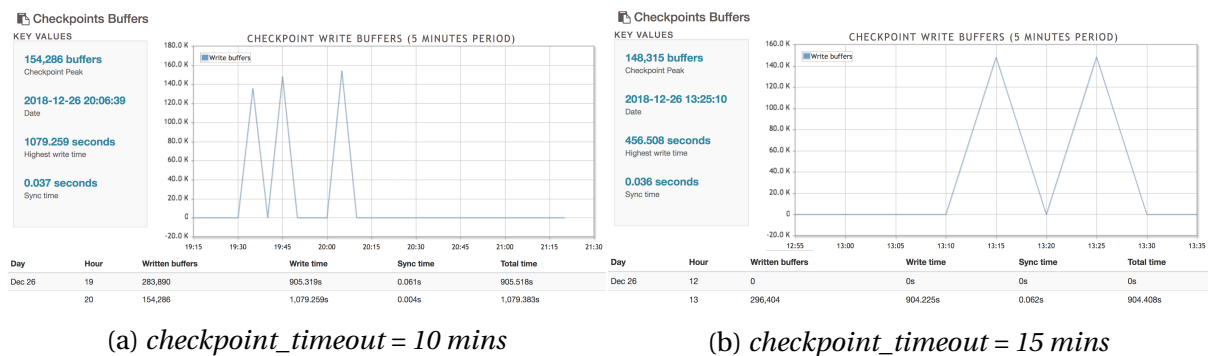 Checkpoints Buffers
KEY VALUES
154,286 buffers
Checkpoint Peak
2018-12-26 20:06:39
Date
1079.259 seconds
Highest write time
0.037 seconds
Sync time
CHECKPOINT WRITE BUFFERS (5 MINUTES PERIOD)
Write buffers
180.0 K
160.0 K
140.0 K
120.0 K
100.0 K
80.0 K
60.0 K
40.0 K
20.0 K
0
-20.0 K
19:15 19:30 19:45 20:00 20:15 20:30 20:45 21:00 21:15 21:30
Day Hour Written buffers Write time Sync time Total time
Dec 26 19 283,890 905.319s 0.061s 905.518s
20 154,286 1,079.259s 0.004s 1,079.383s
(a) checkpoint_timeout = 10 mins
Checkpoints Buffers
KEY VALUES
148,315 buffers
Checkpoint Peak
2018-12-26 13:25:10
Date
456.508 seconds
Highest write time
0.036 seconds
Sync time
CHECKPOINT WRITE BUFFERS (5 MINUTES PERIOD)
Write buffers
160.0 K
140.0 K
120.0 K
100.0 K
80.0 K
60.0 K
40.0 K
20.0 K
0
-20.0 K
12:55 13:00 13:05 13:10 13:15 13:20 13:25 13:30 13:35
Day Hour Written buffers Write time Sync time Total time
Dec 26 12 0 0s 0s 0s
13 296,404 904.225s 0.062s 904.408s
(b) checkpoint_timeout = 15 mins